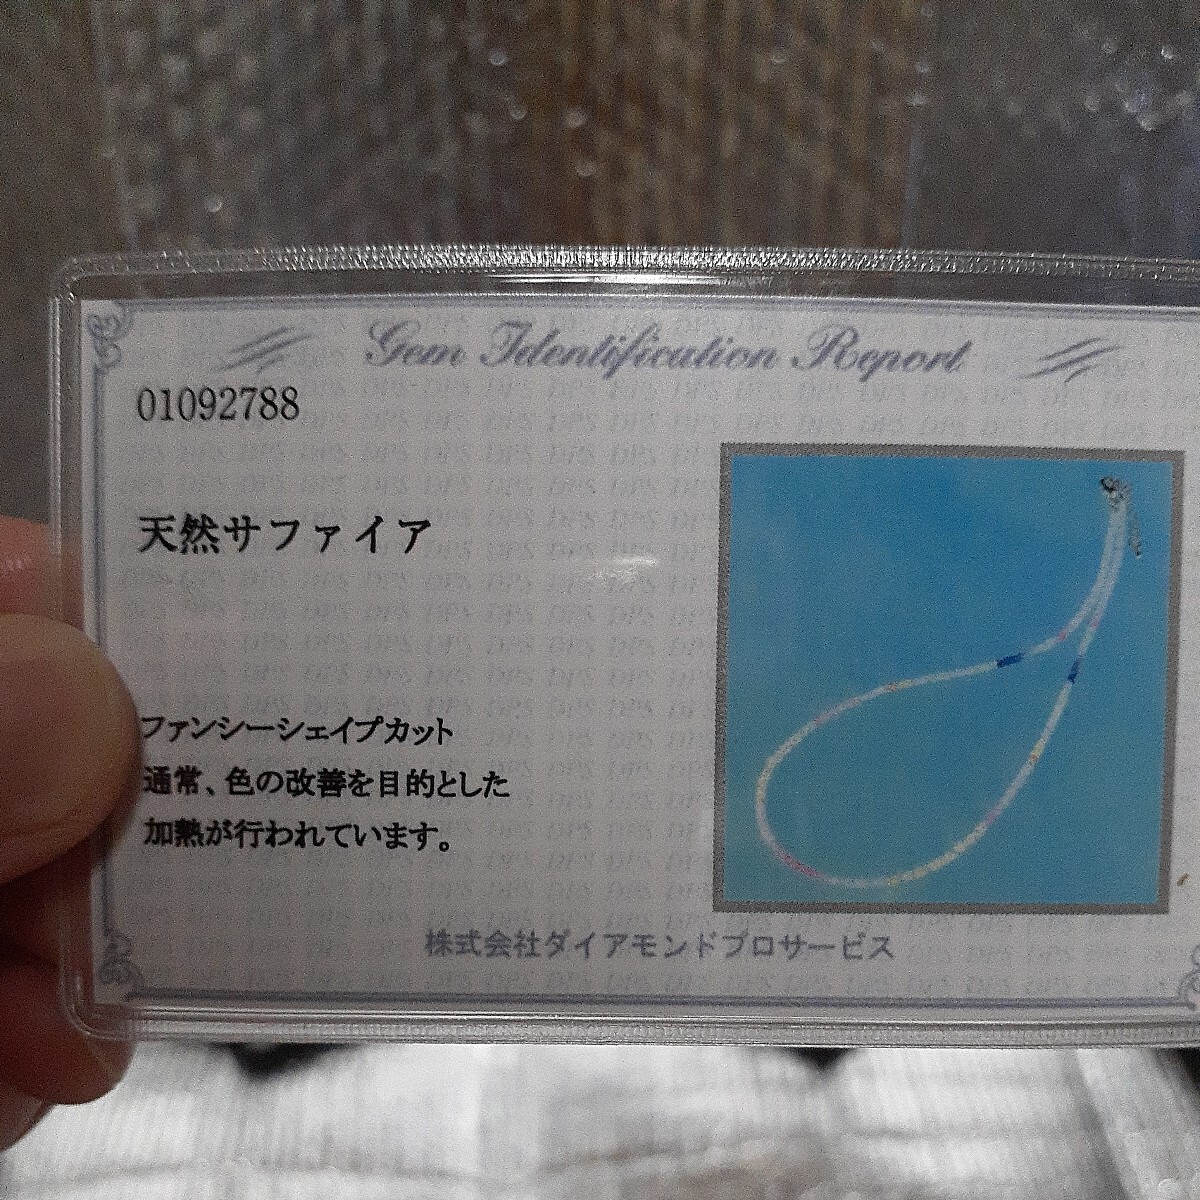 Gem Identification Report
01092788
天然サファイア
ファンシーシェイプカット
通常、色の改善を目的とした
加熱が行われています。
株式会社ダイアモンドプロサービス